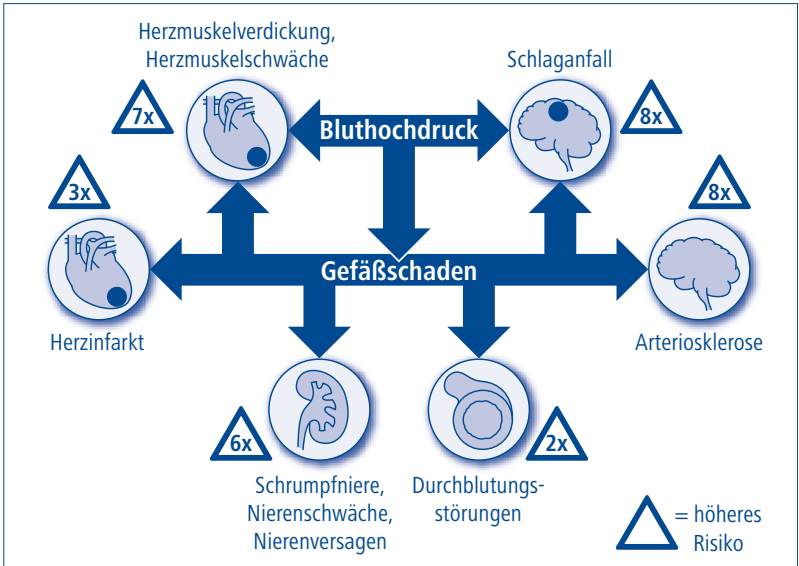 Herzmuskelverdickung,
Herzmuskelschwäche
Schlaganfall
7x
Bluthochdruck
8x
3x
8x
Gefäßschaden
Herzinfarkt
Arteriosklerose
6x
2x
Schrumpfniere,
Nierenschwäche,
Nierenversagen
Durchblutungs-
störungen
= höheres
Risiko